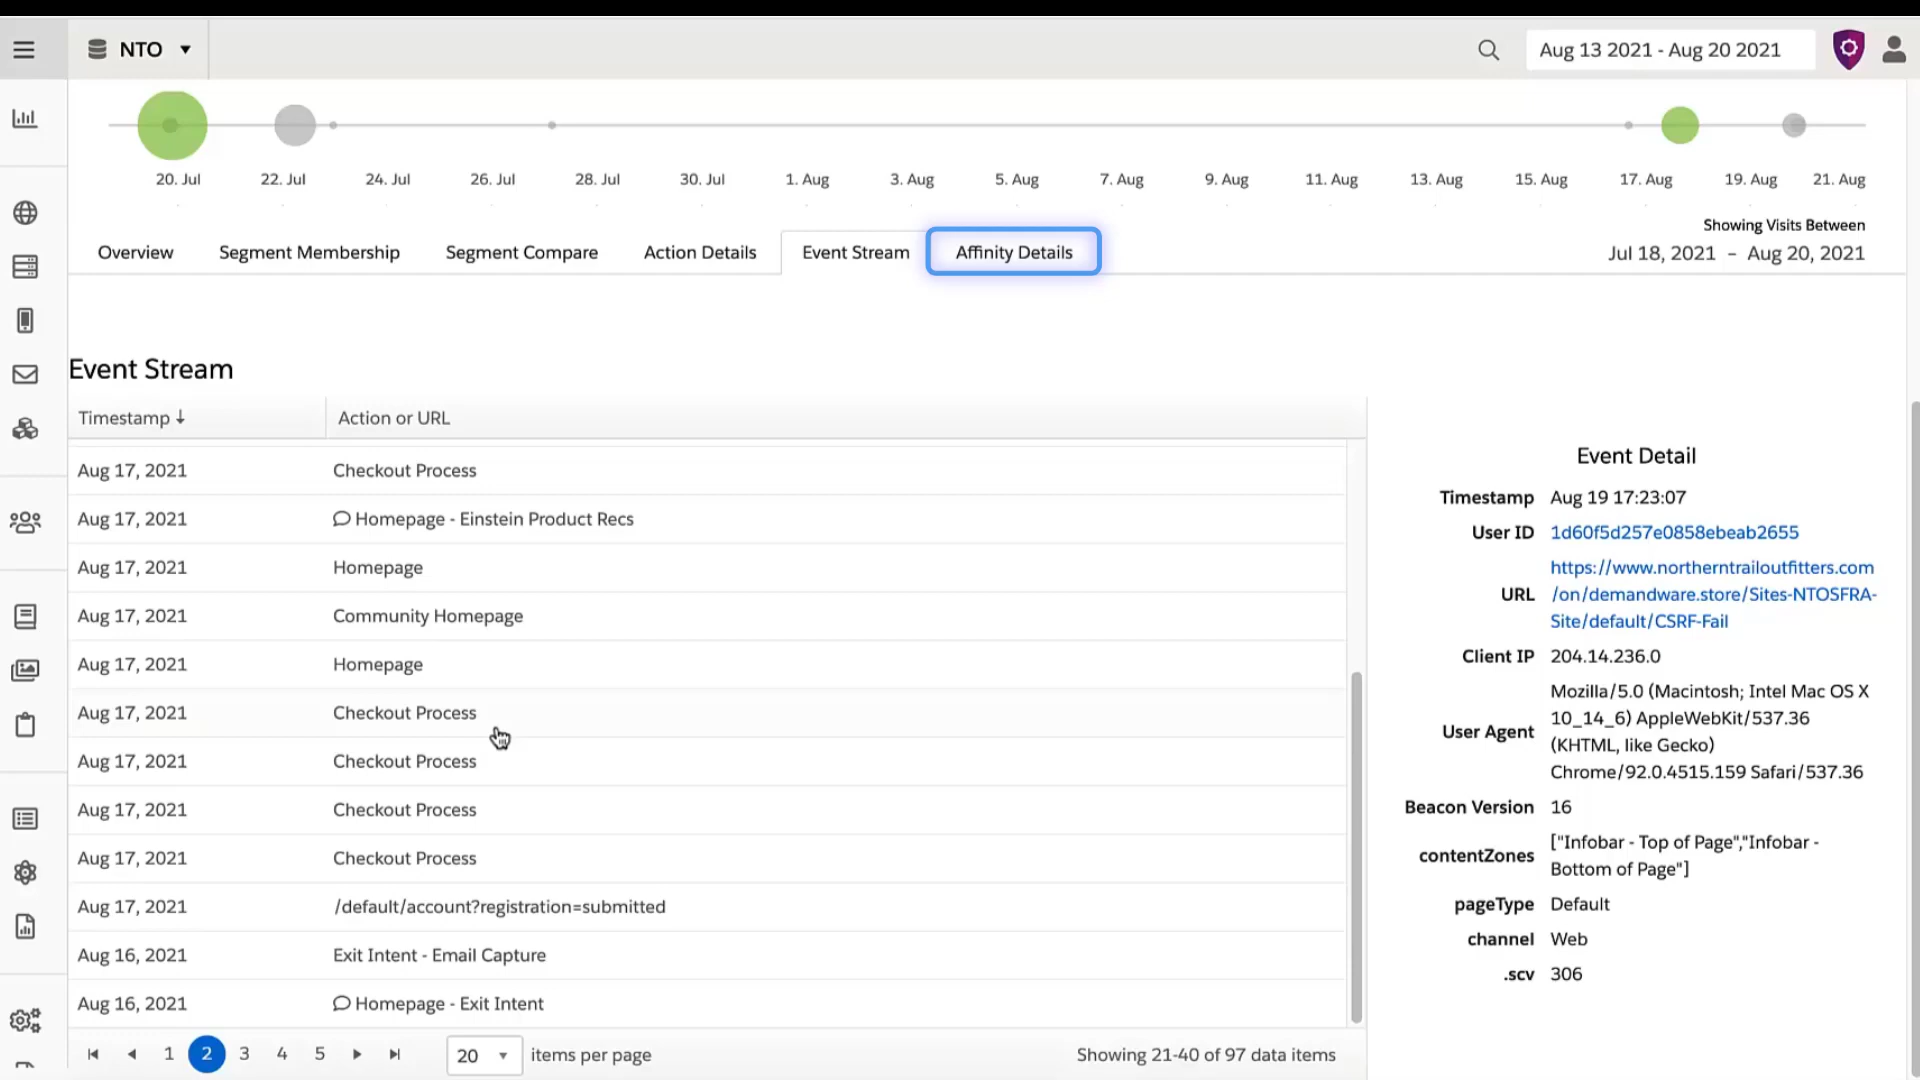 NTO
Aug 13 2021 - Aug 20 2021
20. Jul 22. Jul 24. Jul 26. Jul 28. Jul 30. Jul 1. Aug 3. Aug 5. Aug 7. Aug 9. Aug 11. Aug 13. Aug 15. Aug 17. Aug 19. Aug 21. Aug
Showing Visits Between
Jul 18, 2021 – Aug 20, 2021
Overview Segment Membership Segment Compare Action Details Event Stream Affinity Details
Event Stream
Timestamp ↓ Action or URL
Aug 17, 2021 Checkout Process
Aug 17, 2021 Homepage - Einstein Product Recs
Aug 17, 2021 Homepage
Aug 17, 2021 Community Homepage
Aug 17, 2021 Homepage
Aug 17, 2021 Checkout Process
Aug 17, 2021 Checkout Process
Aug 17, 2021 Checkout Process
Aug 17, 2021 Checkout Process
Aug 17, 2021 /default/account?registration=submitted
Aug 16, 2021 Exit Intent - Email Capture
Aug 16, 2021 Homepage - Exit Intent
1 2 3 4 5 20 items per page Showing 21-40 of 97 data items
Event Detail
Timestamp Aug 19 17:23:07
User ID 1d60f5d257e0858ebeab2655
URL https://www.northerntrailoutfitters.com
/on/demandware.store/Sites-NTOSFRA-
Site/default/CSRF-Fail
Client IP 204.14.236.0
User Agent Mozilla/5.0 (Macintosh; Intel Mac OS X
10_14_6) AppleWebKit/537.36
(KHTML, like Gecko)
Chrome/92.0.4515.159 Safari/537.36
Beacon Version 16
contentZones ["Infobar - Top of Page","Infobar -
Bottom of Page"]
pageType Default
channel Web
.scv 306